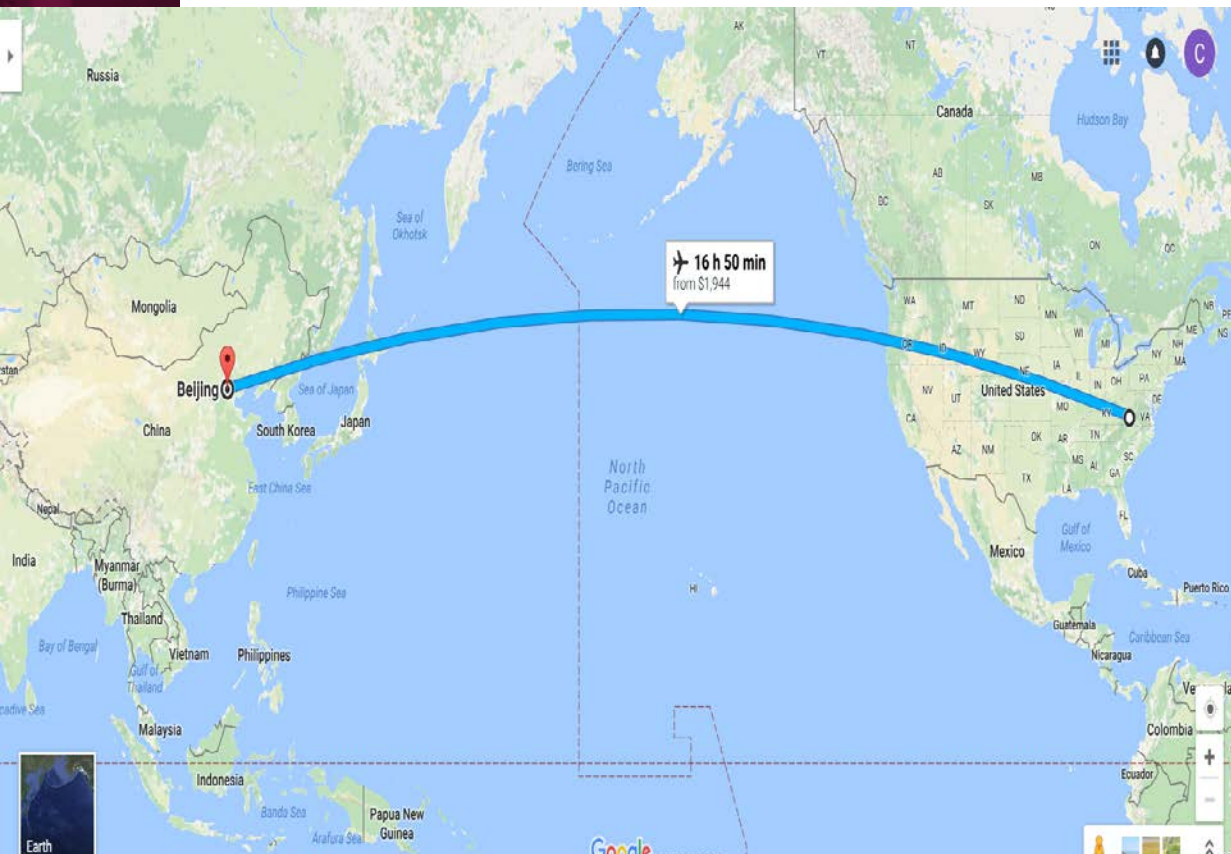 AK
NT
YT
C
Russia
Canada
Hudson Bay
Bering Sea
AB
MB
BC
SK
Sea of
Okhotsk
ON
QC
16 h 50 min
from $1,944
Mongolia
WA
MT
ND
MN
NB
PE
SD
WI
MI
ME
NS
OR
ID
WY
NH
NY
MA
IA
NE
IL
IN
OH
PA
Beijing
Sea of Japan
NV
UT
United States
DE
MO
KY
VA
China
South Korea
Japan
CA
OK
AR
TN
AZ
NM
MS
AL
SC
GA
North
Pacific
Ocean
East China Sea
TX
LA
Nepal
FL
Gulf of
Mexico
India
Myanmar
(Burma)
Mexico
Cuba
Puerto Rico
HI
Philippine Sea
Thailand
Guatemala
Caribbean Sea
Bay of Bengal
Vietnam
Philippines
Nicaragua
Gulf of
Thailand
Malaysia
Colombia
Indonesia
Ecuador
Banda Sea
Papua New
Guinea
Arafura Sea
Earth
Google